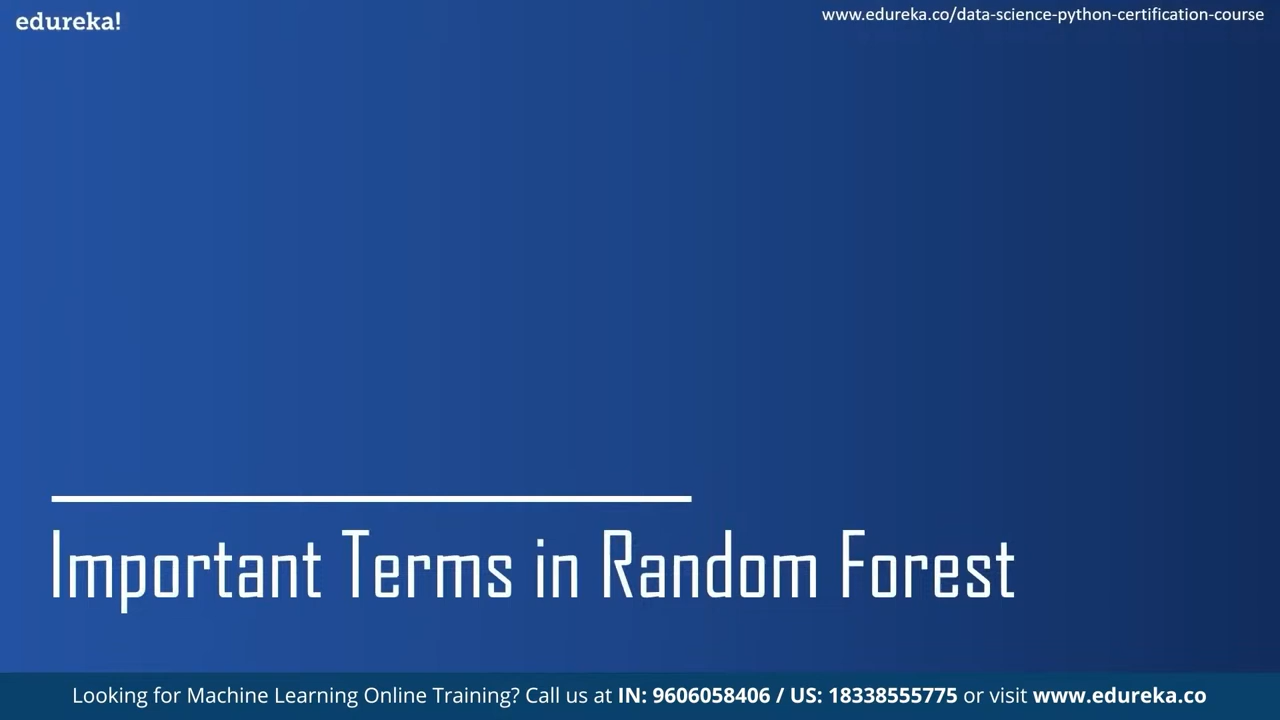 edureka!
www.edureka.co/data-science-python-certification-course
Important Terms in Random Forest
Looking for Machine Learning Online Training? Call us at IN: 9606058406 / US: 18338555775 or visit www.edureka.co